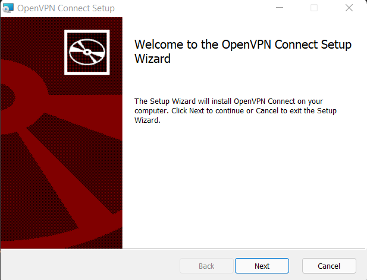 OpenVPN Connect Setup
Welcome to the OpenVPN Connect Setup
Wizard
The Setup Wizard will install OpenVPN Connect on your
computer. Click Next to continue or Cancel to exit the Setup
Wizard.
Back
Next
Cancel